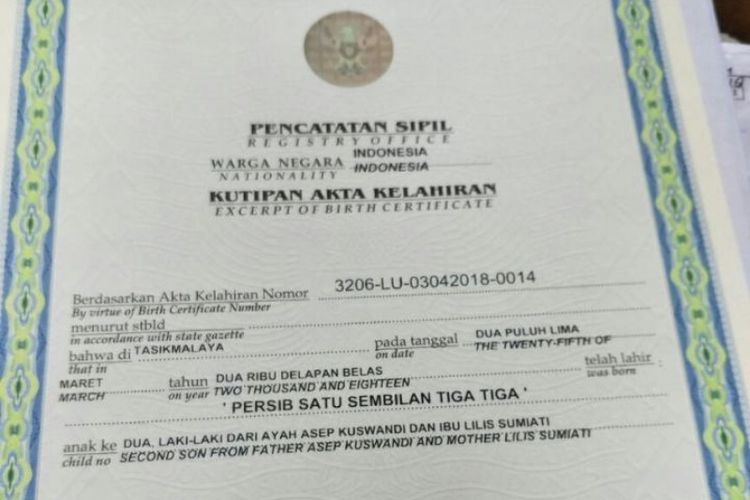 PENCATATAN SIPIL
REGISTRY OFFICE
WARGA NEGARA INDONESIA
NATIONALITY INDONESIA
KUTIPAN AKTA KELAHIRAN
EXCERPT OF BIRTH CERTIFICATE
Berdasarkan Akta Kelahiran Nomor 3206-LU-03042018-0014
By virtue of Birth Certificate Number
menurut stbld
in accordance with state gazette
bahwa di TASIKMALAYA pada tanggal DUA PULUH LIMA
that in on date THE TWENTY-FIFTH OF
MARET tahun DUA RIBU DELAPAN BELAS telah lahir
MARCH on year TWO THOUSAND AND EIGHTEEN was born
' PERSIB SATU SEMBILAN TIGA TIGA '
anak ke DUA, LAKI-LAKI DARI AYAH ASEP KUSWANDI DAN IBU LILIS SUMIATI
child no SECOND SON FROM FATHER ASEP KUSWANDI AND MOTHER LILIS SUMIATI